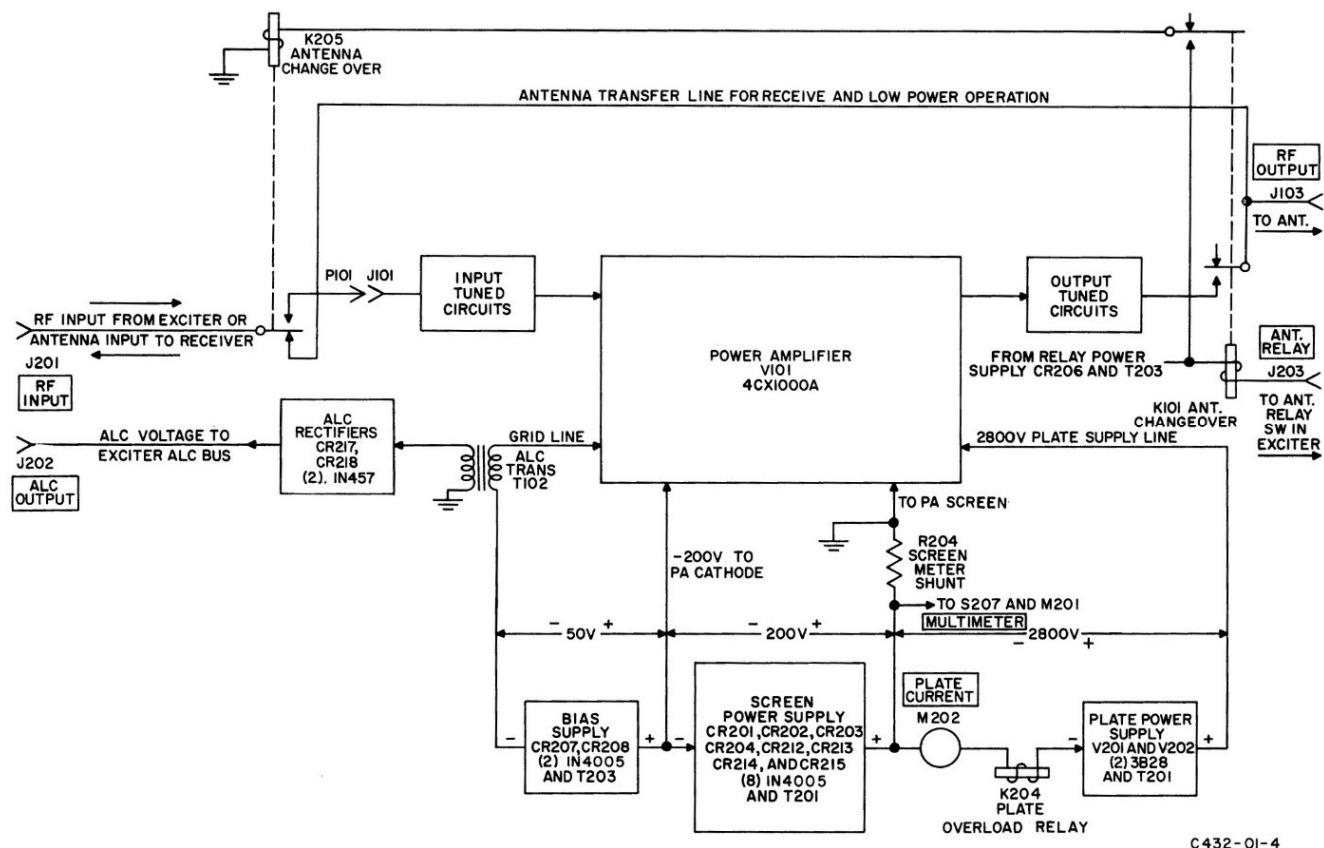 K205
ANTENNA
CHANGE OVER
ANTENNA TRANSFER LINE FOR RECEIVE AND LOW POWER OPERATION
RF
OUTPUT
J103
TO ANT.
P101 J101
INPUT
TUNED
CIRCUITS
OUTPUT
TUNED
CIRCUITS
RF INPUT FROM EXCITER OR
ANTENNA INPUT TO RECEIVER
J201
RF
INPUT
POWER AMPLIFIER
V101
4CX1000A
FROM RELAY POWER
SUPPLY CR206 AND T203
ANT.
RELAY
J203
TO ANT.
RELAY
SW IN
EXCITER
K101 ANT.
CHANGEOVER
ALC VOLTAGE TO
EXCITER ALC BUS
J202
ALC
OUTPUT
ALC
RECTIFIERS
CR217,
CR218
(2), IN457
GRID LINE
ALC
TRANS
T102
2800V PLATE SUPPLY LINE
TO PA SCREEN
-200V TO
PA CATHODE
R204
SCREEN
METER
SHUNT
TO S207 AND M201
MULTIMETER
- 50V +
- 200V +
2800V
- +
BIAS
SUPPLY
CR207, CR208
(2) IN4005
AND T203
- +
SCREEN
POWER SUPPLY
CR201, CR202, CR203
CR204, CR212, CR213
CR214, AND CR215
(8) IN4005
AND T201
- +
PLATE
CURRENT
M202
K204
PLATE
OVERLOAD RELAY
PLATE POWER
SUPPLY
V201 AND V202
(2) 3B28
AND T201
- +
C432-01-4